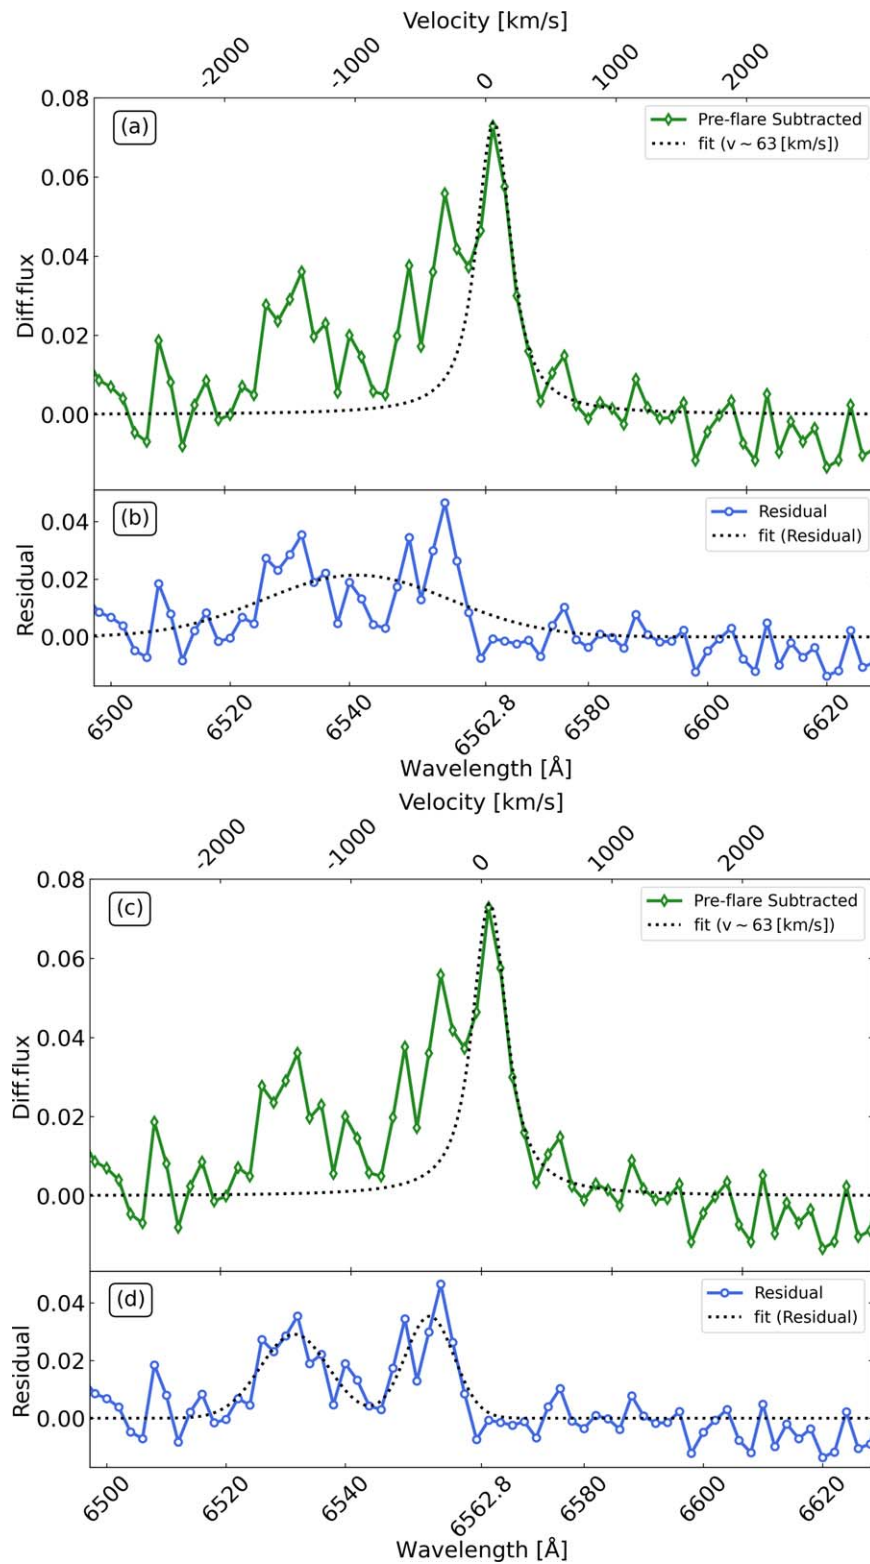 Velocity [km/s]
-2000 -1000 0 1000 2000
0.08
(a)
Pre-flare Subtracted
fit (v ~ 63 [km/s])
0.06
0.04
Diff.flux
0.02
0.00
(b)
Residual
fit (Residual)
0.04
0.02
Residual
0.00
6500 6520 6540 6562.8 6580 6600 6620
Wavelength [Å]
Velocity [km/s]
-2000 -1000 0 1000 2000
0.08
(c)
Pre-flare Subtracted
fit (v ~ 63 [km/s])
0.06
0.04
Diff.flux
0.02
0.00
(d)
Residual
fit (Residual)
0.04
0.02
Residual
0.00
6500 6520 6540 6562.8 6580 6600 6620
Wavelength [Å]